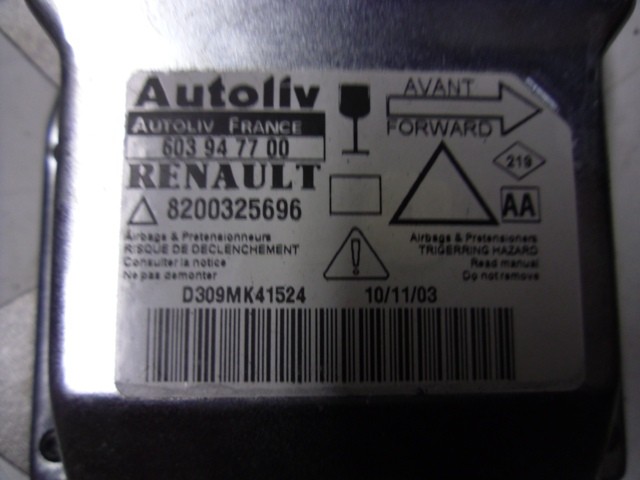 Autoliv
AUTOLIV FRANCE
603 94 77 00
RENAULT
8200325696
AVANT
FORWARD
219
AA
Airbags & Pretensionneurs
RISQUE DE DECLENCHEMENT
Consulter la notice
Ne pas demonter
!
Airbags & Pretensioners
TRIGERRING HAZARD
Read manual
Do not remove
D309MK41524 10/11/03